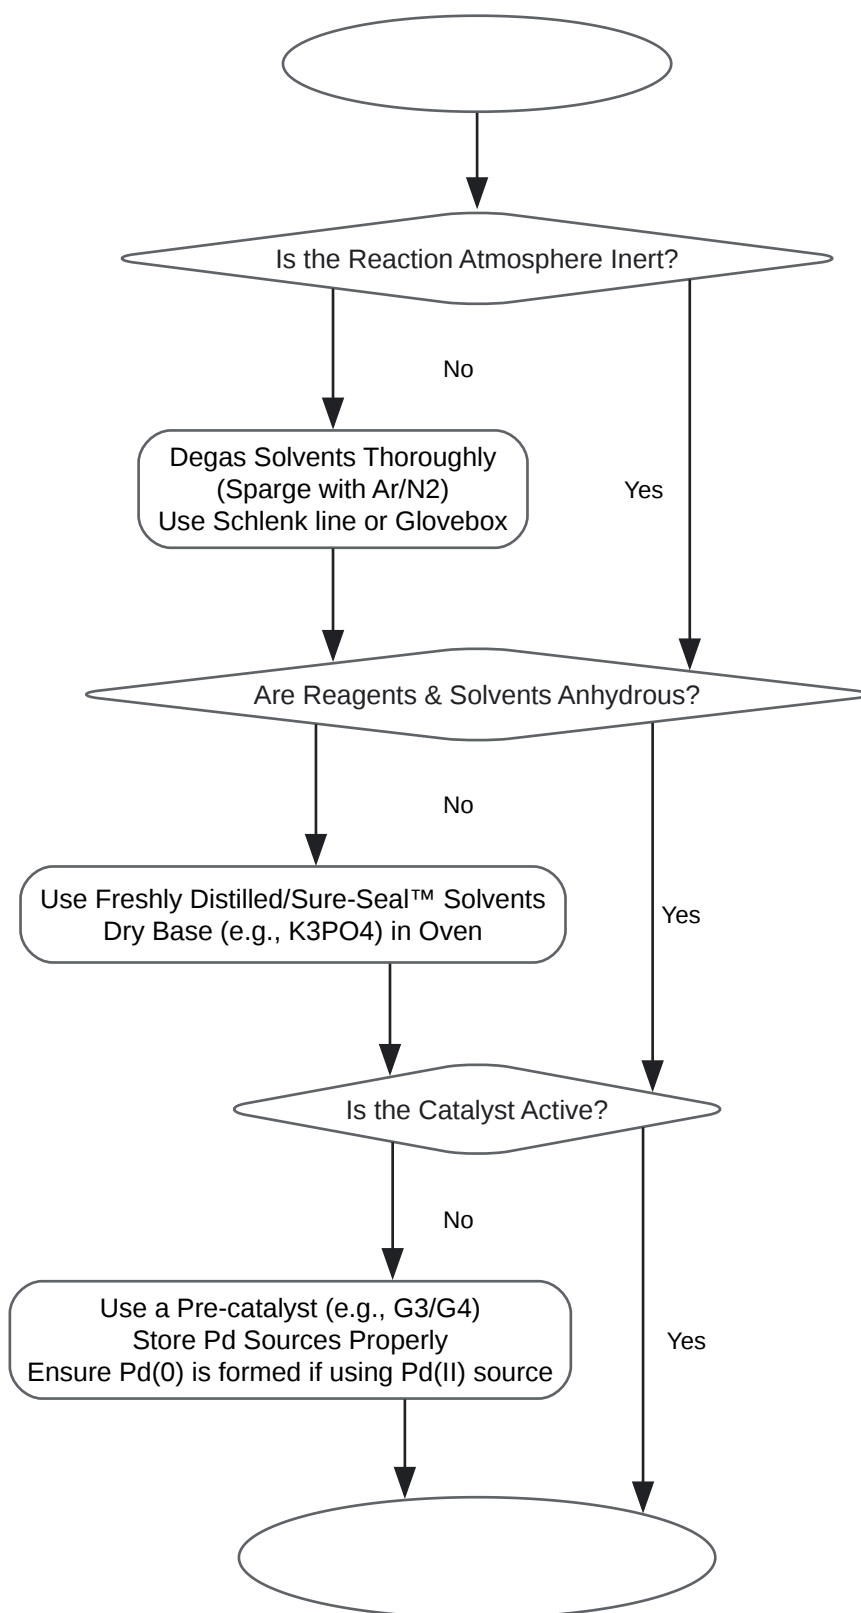 Is the Reaction Atmosphere Inert?
No
Degas Solvents Thoroughly
(Sparge with Ar/N2)
Use Schlenk line or Glovebox
Yes
Are Reagents & Solvents Anhydrous?
No
Use Freshly Distilled/Sure-Seal™ Solvents
Dry Base (e.g., K3PO4) in Oven
Yes
Is the Catalyst Active?
No
Use a Pre-catalyst (e.g., G3/G4)
Store Pd Sources Properly
Ensure Pd(0) is formed if using Pd(II) source
Yes